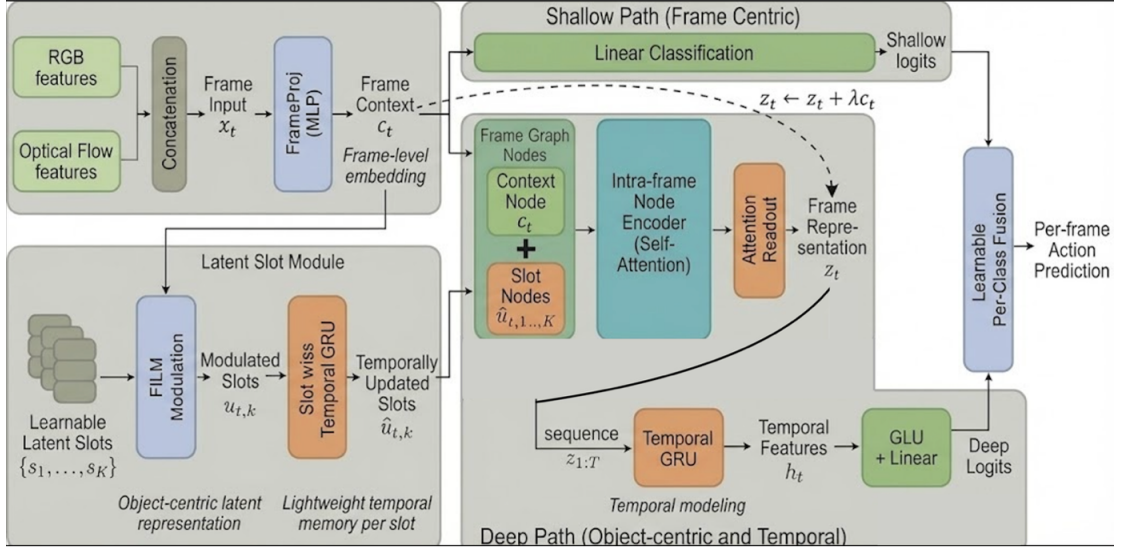 RGB
features
Optical Flow
features
Concatenation
Frame
Input
x_t
FrameProj
(MLP)
Frame
Context
c_t
Frame-level
embedding
Shallow Path (Frame Centric)
Linear Classification
Shallow
logits
z_t ← z_t + λc_t
Frame Graph
Nodes
Context
Node
c_t
+
Slot
Nodes
û_{t,1..,K}
Intra-frame
Node
Encoder
(Self-
Attention)
Attention
Readout
Frame
Repre-
sentation
z_t
Learnable
Per-Class Fusion
Per-frame
Action
Prediction
Latent Slot Module
Learnable
Latent Slots
{s_1,...,s_K}
FILM
Modulation
Modulated
Slots
u_{t,k}
Slot wiss
Temporal GRU
Temporally
Updated
Slots
û_{t,k}
Object-centric latent
representation
Lightweight temporal
memory per slot
sequence
z_{1:T}
Temporal
GRU
Temporal modeling
Temporal
Features
h_t
GLU
+ Linear
Deep
Logits
Deep Path (Object-centric and Temporal)